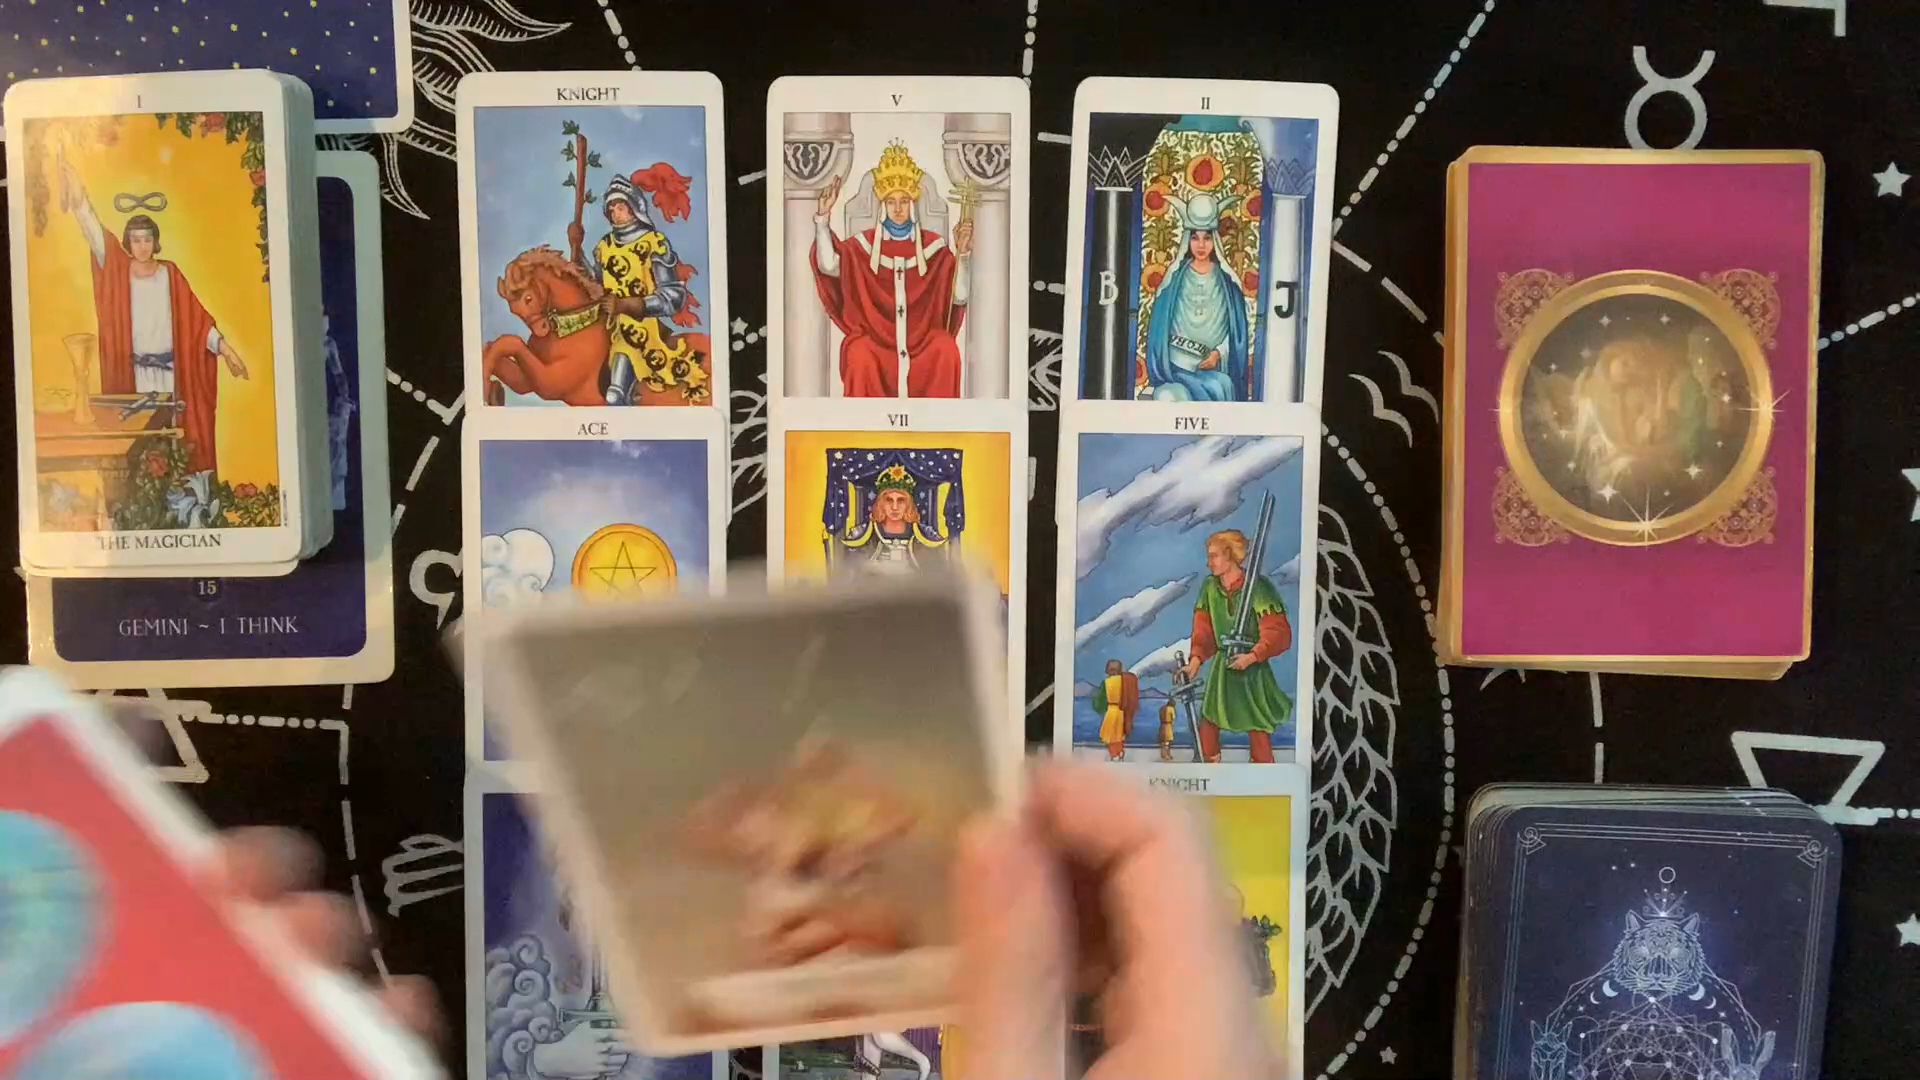 I
THE MAGICIAN
15
GEMINI ~ I THINK
KNIGHT
V
II
B
J
ACE
VII
FIVE
KNIGHT